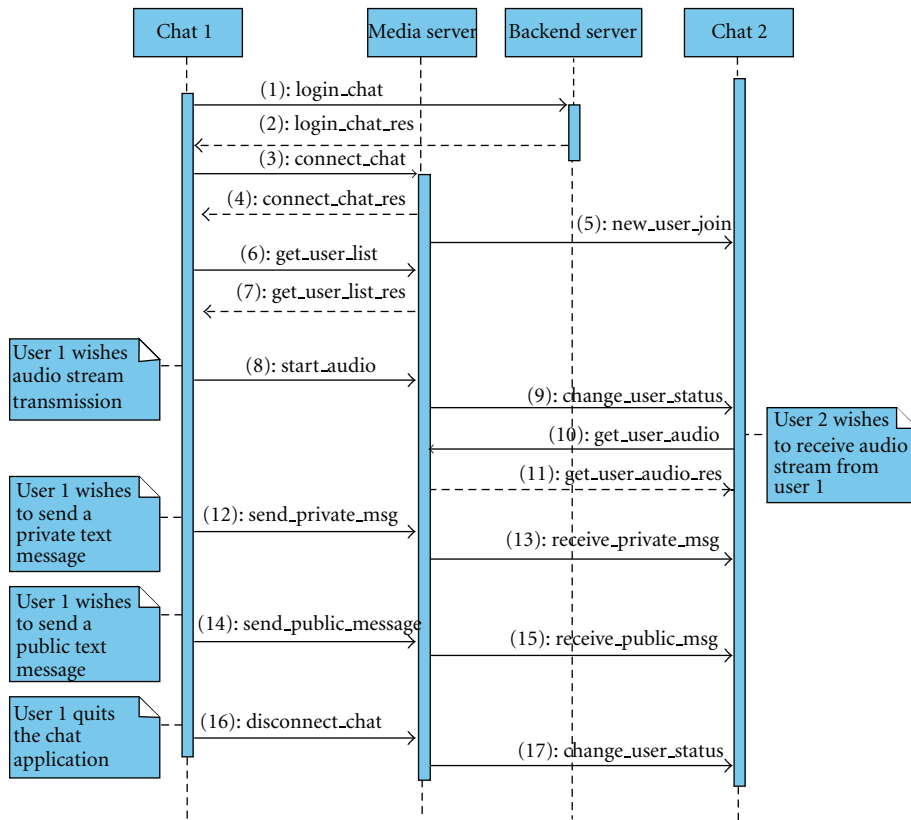 Chat 1
Media server
Backend server
Chat 2
(1): login_chat
(2): login_chat_res
(3): connect_chat
(4): connect_chat_res
(5): new_user_join
(6): get_user_list
(7): get_user_list_res
User 1 wishes
audio stream
transmission
(8): start_audio
(9): change_user_status
(10): get_user_audio
User 2 wishes
to receive audio
stream from
user 1
(11): get_user_audio_res
User 1 wishes
to send a
private text
message
(12): send_private_msg
(13): receive_private_msg
User 1 wishes
to send a
public text
message
(14): send_public_message
(15): receive_public_msg
User 1 quits
the chat
application
(16): disconnect_chat
(17): change_user_status